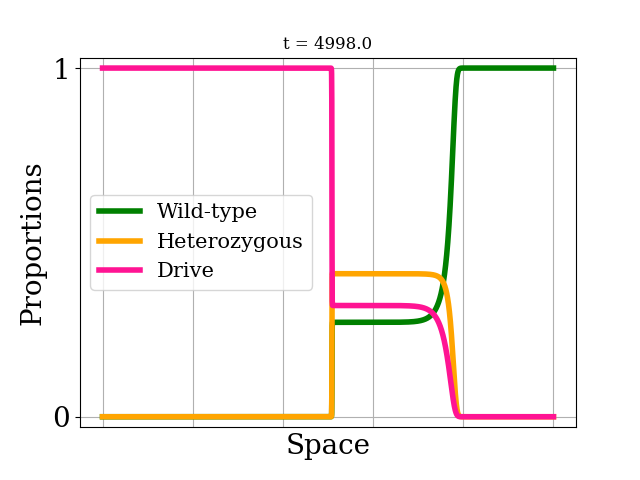 t = 4998.0
1
Proportions
Wild-type
Heterozygous
Drive
0
Space